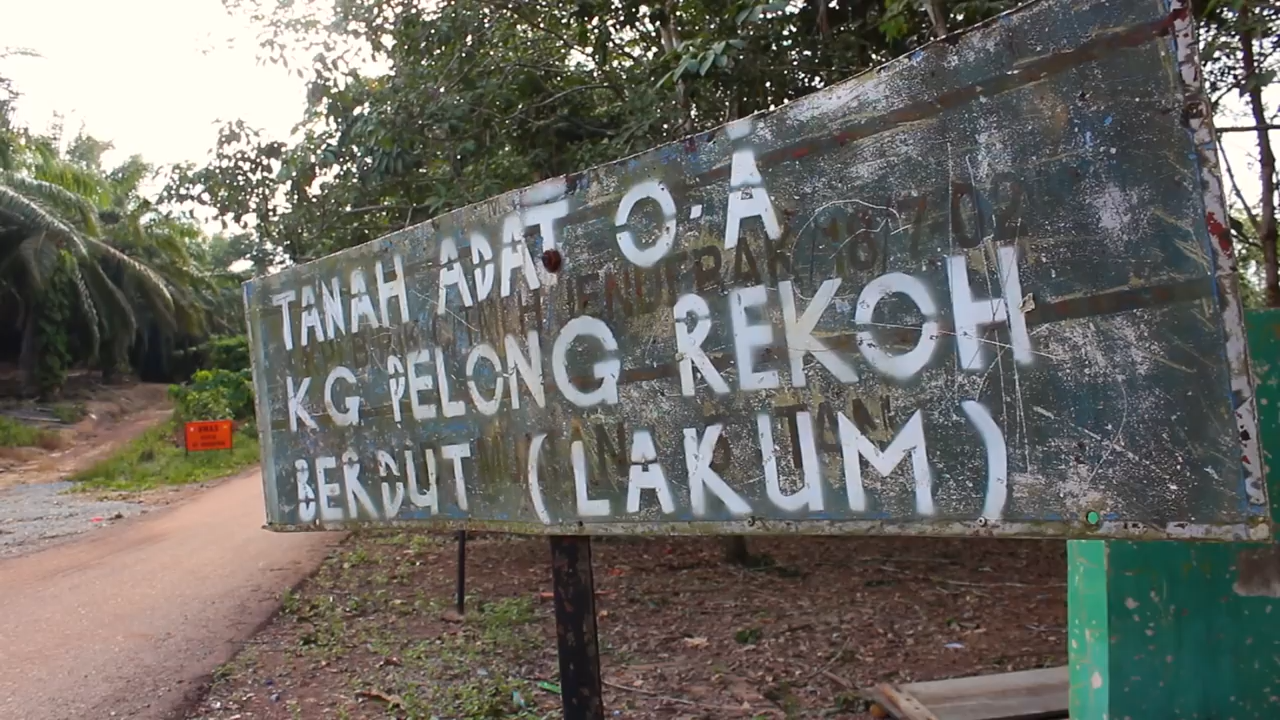 TANAH ADAT O.A
KG PELONG REKOH
BERDUT (LAKUM)